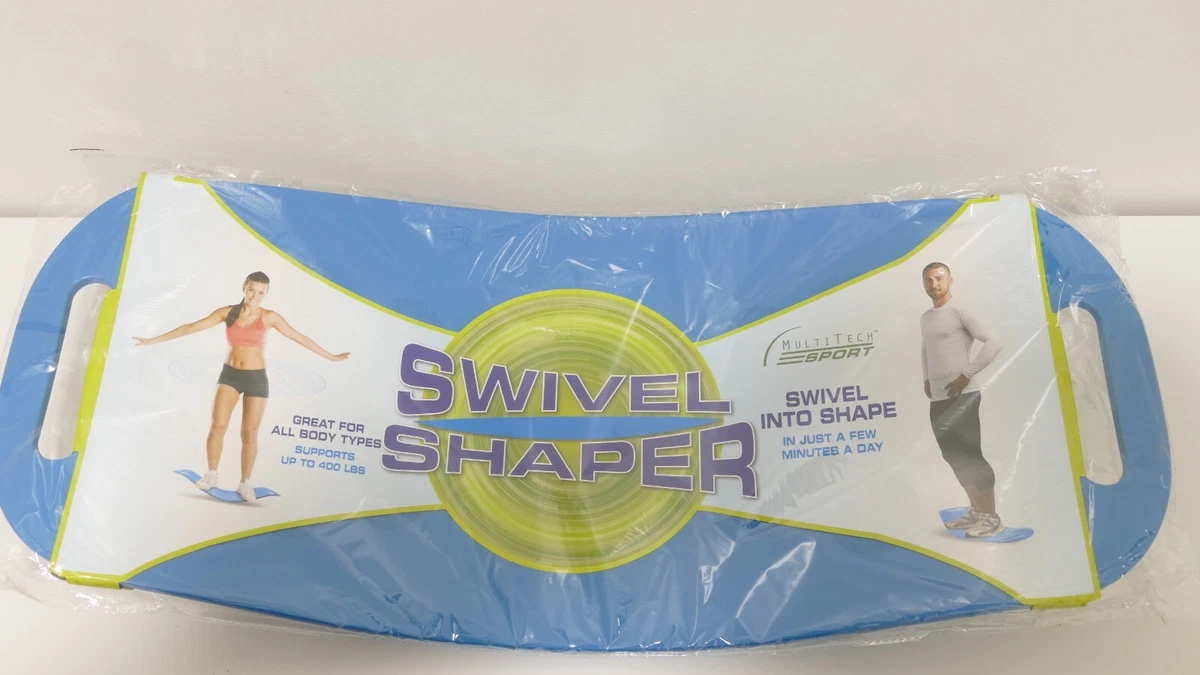 SWIVEL
SHAPER
GREAT FOR
ALL BODY TYPES
SUPPORTS
UP TO 400 LBS
MULTITECH™
SPORT
SWIVEL
INTO SHAPE
IN JUST A FEW
MINUTES A DAY